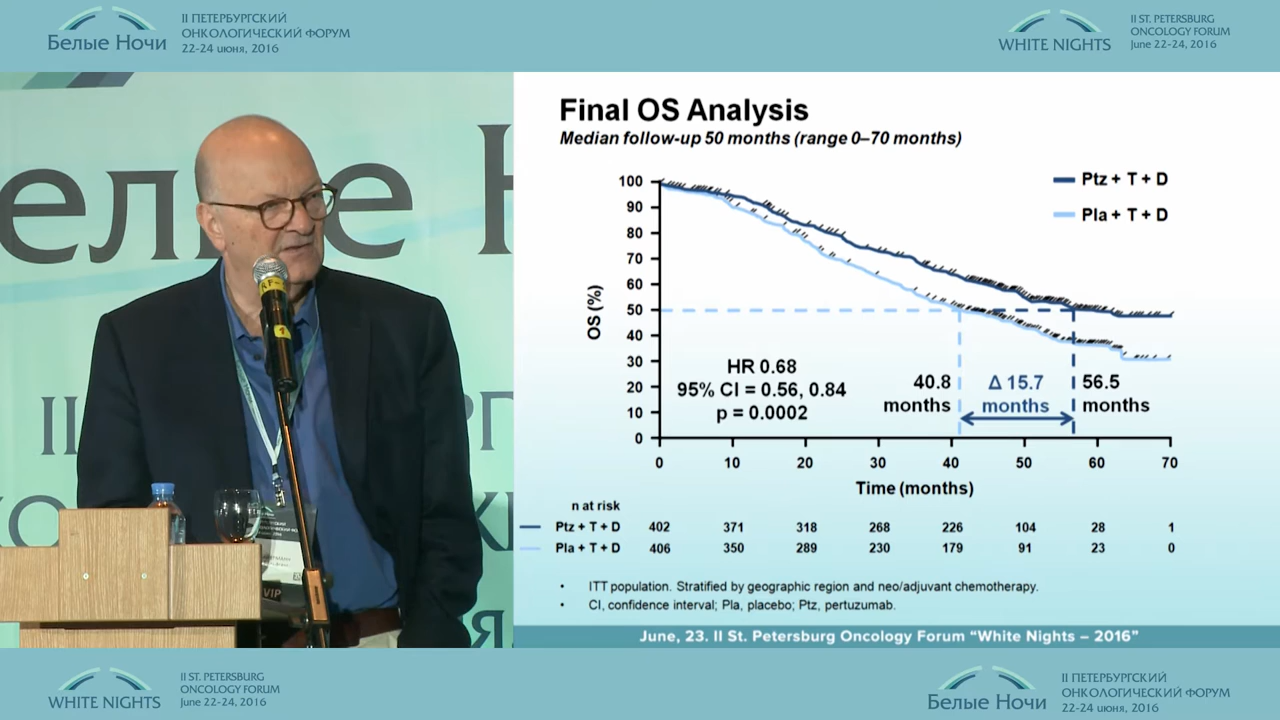 II ПЕТЕРБУРГСКИЙ
ОНКОЛОГИЧЕСКИЙ ФОРУМ
Белые Ночи
22-24 июня, 2016
II ST. PETERSBURG
ONCOLOGY FORUM
WHITE NIGHTS
June 22-24, 2016
Final OS Analysis
Median follow-up 50 months (range 0–70 months)
Ptz + T + D
Pla + T + D
OS (%)
100
90
80
70
60
50
40
30
20
10
0
HR 0.68
95% CI = 0.56, 0.84
p = 0.0002
40.8
months
Δ 15.7
months
56.5
months
0 10 20 30 40 50 60 70
Time (months)
n at risk
Ptz + T + D 402 371 318 268 226 104 28 1
Pla + T + D 406 350 289 230 179 91 23 0
• ITT population. Stratified by geographic region and neo/adjuvant chemotherapy.
• CI, confidence interval; Pla, placebo; Ptz, pertuzumab.
June, 23. II St. Petersburg Oncology Forum “White Nights – 2016”
VIP
II ST. PETERSBURG
ONCOLOGY FORUM
WHITE NIGHTS
June 22-24, 2016
II ПЕТЕРБУРГСКИЙ
ОНКОЛОГИЧЕСКИЙ ФОРУМ
Белые Ночи
22-24 июня, 2016